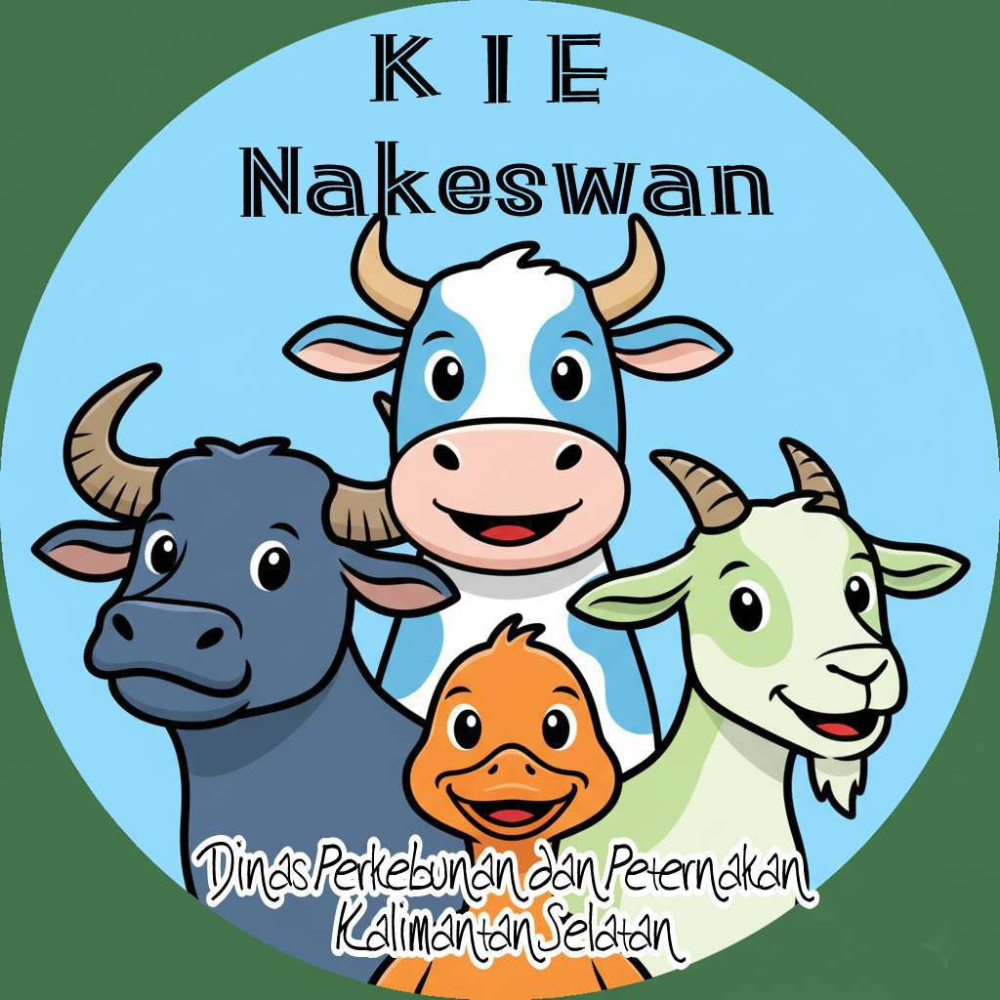 K I E
Nakeswan
Dinas Perkebunan dan Peternakan
Kalimantan Selatan